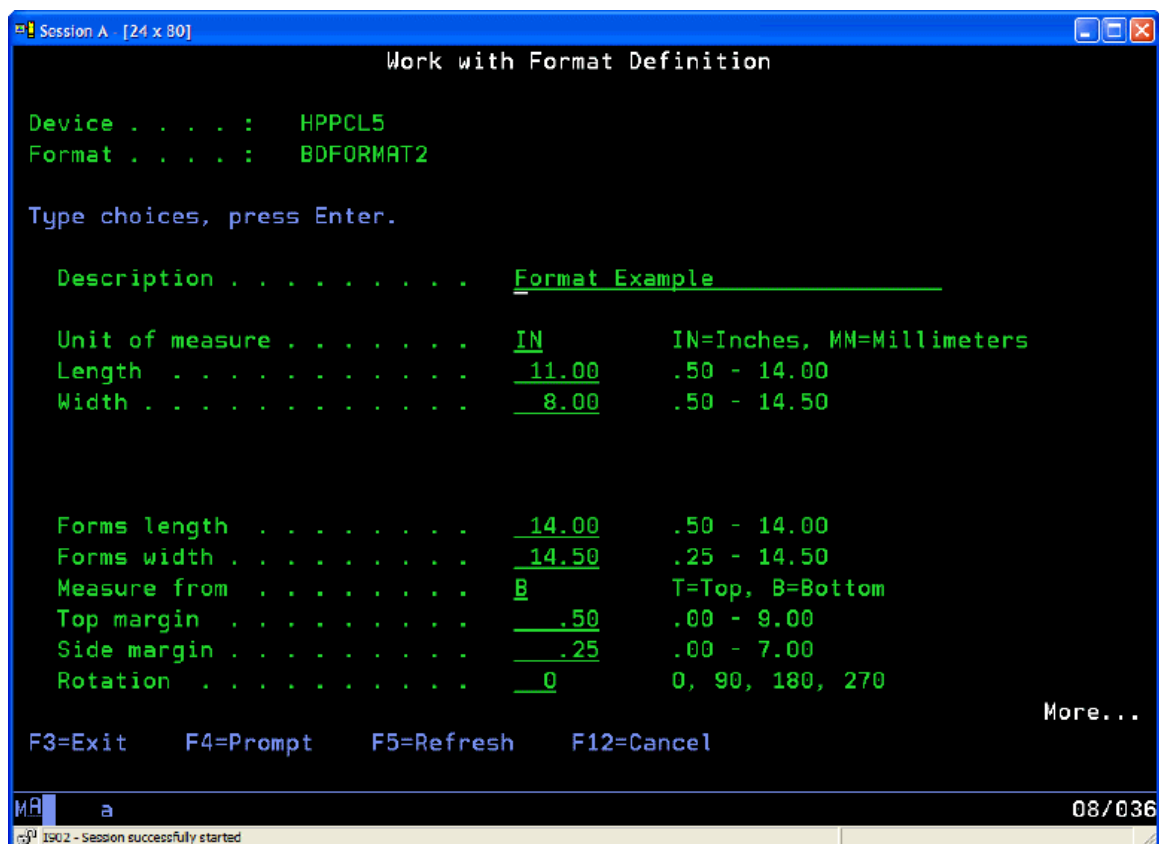 Session A - [24 x 80]
Work with Format Definition
Device . . . . : HPPCL5
Format . . . . : BDFORMAT2
Type choices, press Enter.
Description . . . . . . . . . Format Example
Unit of measure . . . . . . . IN IN=Inches, MM=Millimeters
Length . . . . . . . . . . . 11.00 .50 - 14.00
Width . . . . . . . . . . . . 8.00 .50 - 14.50
Forms length . . . . . . . . 14.00 .50 - 14.00
Forms width . . . . . . . . . 14.50 .25 - 14.50
Measure from . . . . . . . . B T=Top, B=Bottom
Top margin . . . . . . . . . .50 .00 - 9.00
Side margin . . . . . . . . . .25 .00 - 7.00
Rotation . . . . . . . . . . 0 0, 90, 180, 270
More...
F3=Exit F4=Prompt F5=Refresh F12=Cancel
MA a 08/036
I902 - Session successfully started